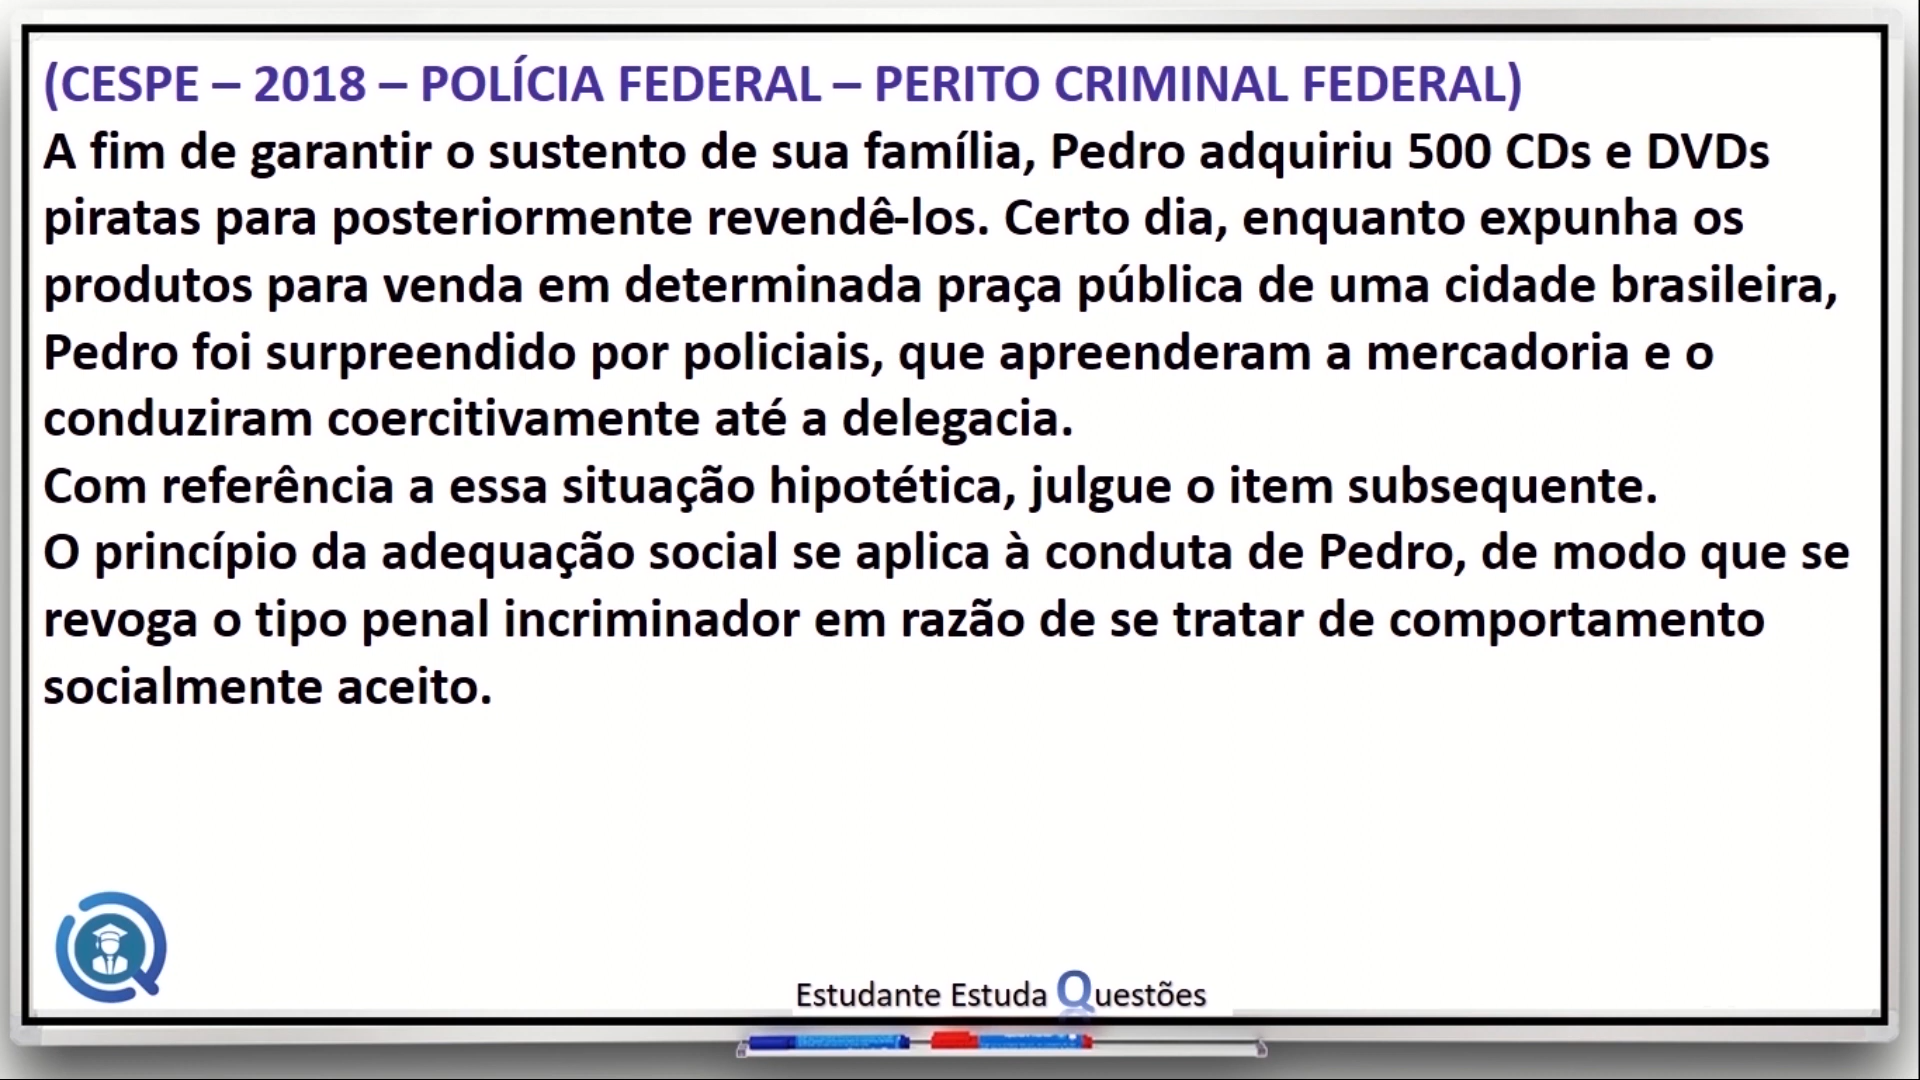 (CESPE – 2018 – POLÍCIA FEDERAL – PERITO CRIMINAL FEDERAL)
A fim de garantir o sustento de sua família, Pedro adquiriu 500 CDs e DVDs
piratas para posteriormente revendê-los. Certo dia, enquanto expunha os
produtos para venda em determinada praça pública de uma cidade brasileira,
Pedro foi surpreendido por policiais, que apreenderam a mercadoria e o
conduziram coercitivamente até a delegacia.
Com referência a essa situação hipotética, julgue o item subsequente.
O princípio da adequação social se aplica à conduta de Pedro, de modo que se
revoga o tipo penal incriminador em razão de se tratar de comportamento
socialmente aceito.
Estudante Estuda Questões